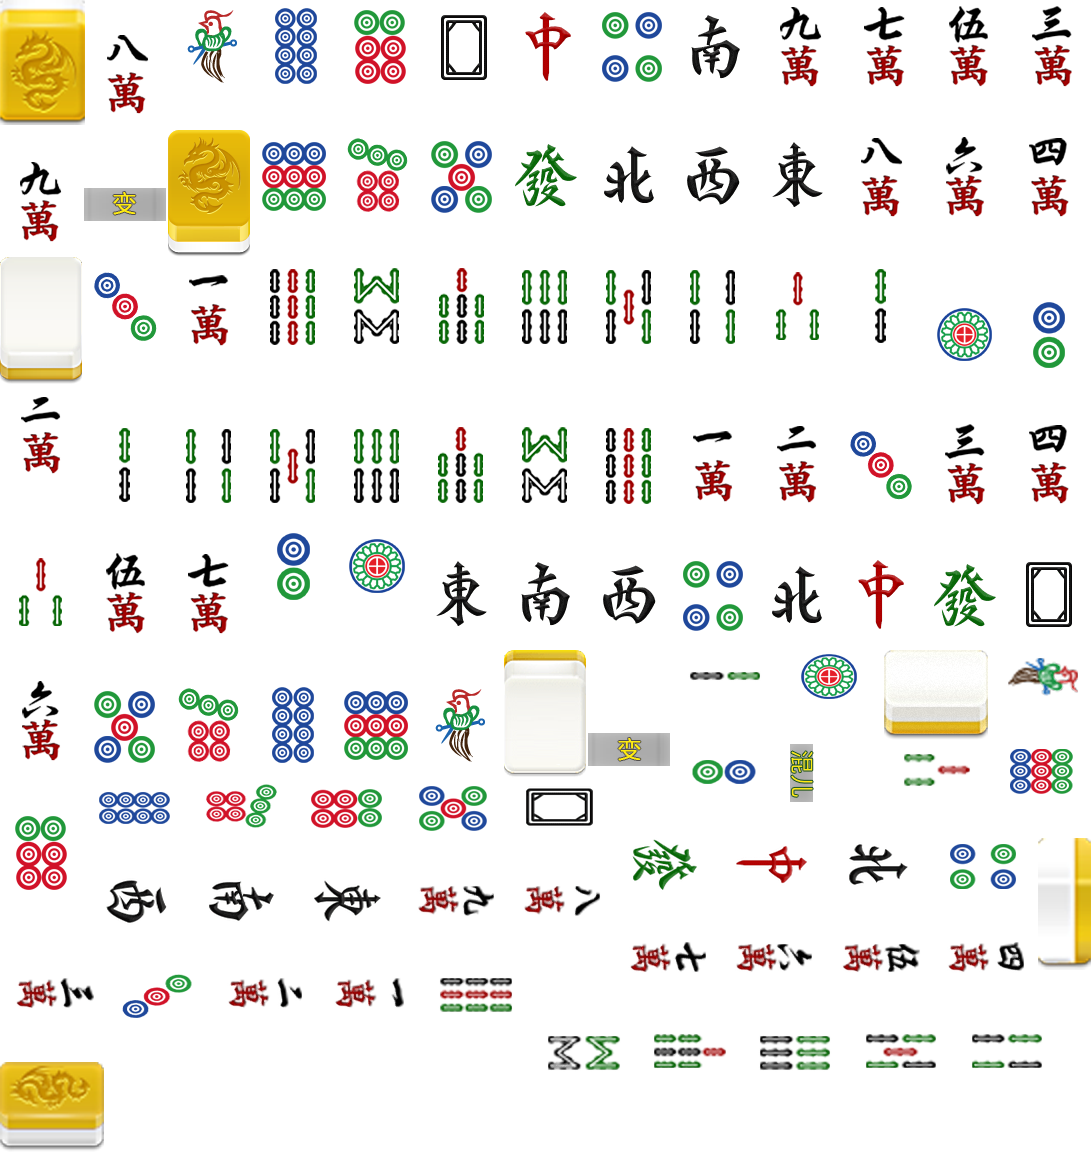 八萬 中 南 九萬 七萬 伍萬 三萬
九萬 变 發 北 西 東 八萬 六萬 四萬
一萬
二萬 一萬 二萬 三萬 四萬
伍萬 七萬 東 南 西 北 中 發
六萬 变
混儿
發 中 北
西 南 東 九萬 八萬
七萬 六萬 伍萬 四萬
三萬 二萬 一萬